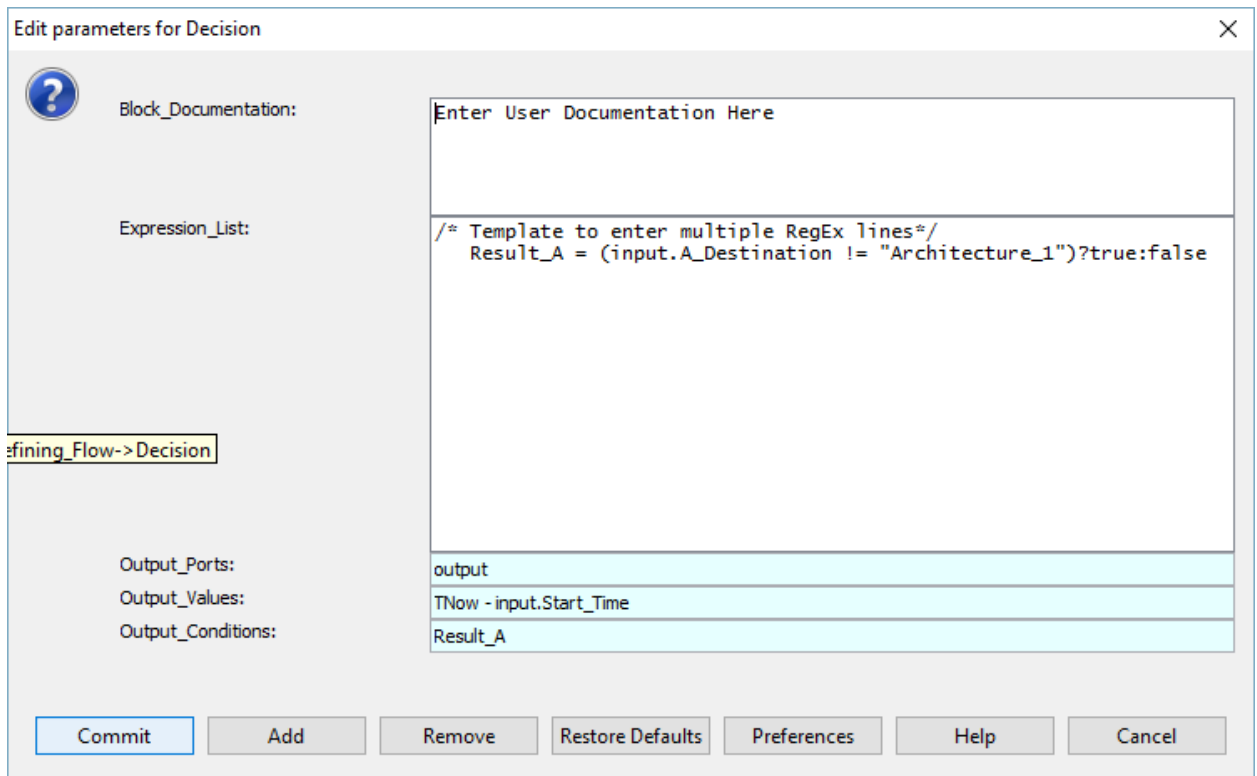 Edit parameters for Decision
?
Block_Documentation:
Enter User Documentation Here
Expression_List:
/* Template to enter multiple RegEx lines*/
Result_A = (input.A_Destination != "Architecture_1")?true:false
efining_Flow->Decision
Output_Ports:
output
Output_Values:
TNow - input.Start_Time
Output_Conditions:
Result_A
Commit Add Remove Restore Defaults Preferences Help Cancel